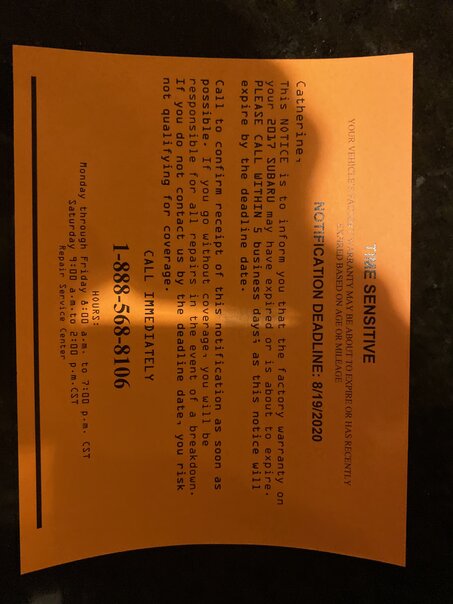 TIME SENSITIVE
YOUR VEHICLE'S FACTORY WARRANTY MAY BE ABOUT TO EXPIRE OR HAS RECENTLY
EXPIRED BASED ON AGE OR MILEAGE
NOTIFICATION DEADLINE: 8/19/2020
Catherine,
This NOTICE is to inform you that the factory warranty on
your 2017 SUBARU may have expired or is about to expire.
PLEASE CALL WITHIN 5 business days; as this notice will
expire by the deadline date.
Call to confirm receipt of this notification as soon as
possible. If you go without coverage, you will be
responsible for all repairs in the event of a breakdown.
If you do not contact us by the deadline date, you risk
not qualifying for coverage.
CALL IMMEDIATELY
1-888-568-8106
HOURS:
Monday through Friday 8:00 a.m. to 7:00 p.m. CST
Saturday 9:00 a.m.to 2:00 p.m.CST
Repair Service Center